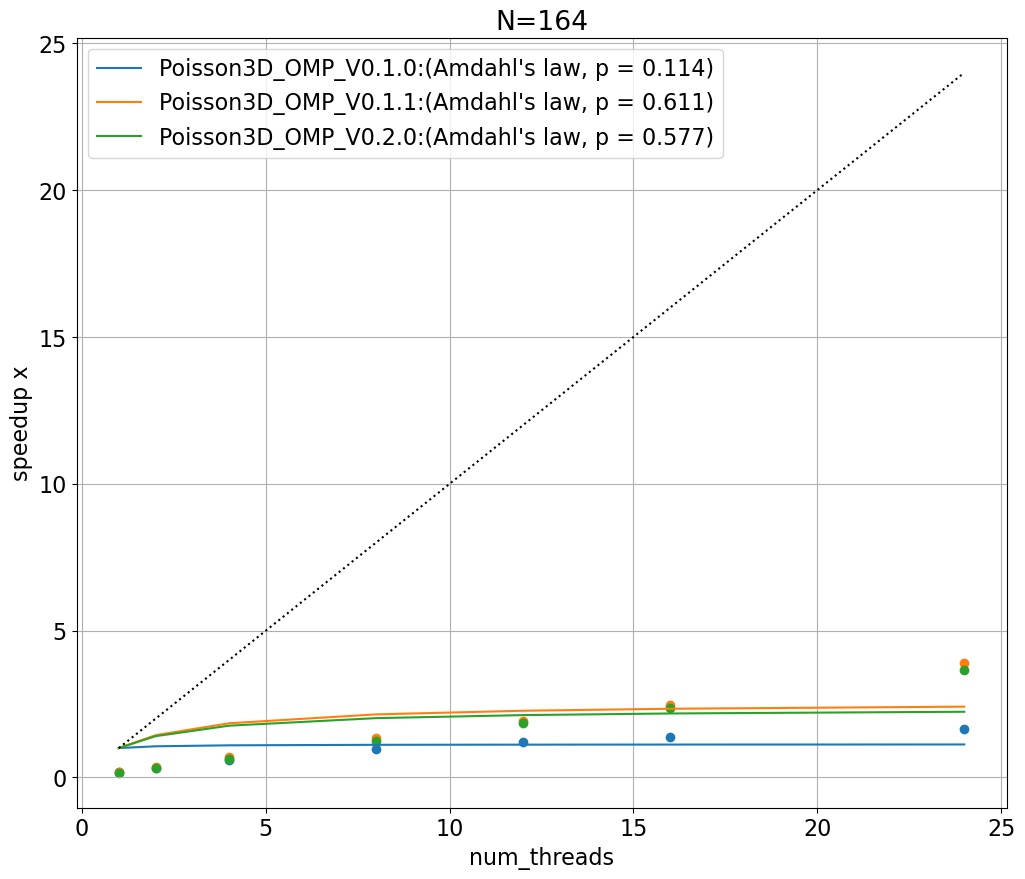 N=164
25
20
15
10
5
0
speedup x
Poisson3D_OMP_V0.1.0:(Amdahl's law, p = 0.114)
Poisson3D_OMP_V0.1.1:(Amdahl's law, p = 0.611)
Poisson3D_OMP_V0.2.0:(Amdahl's law, p = 0.577)
0 5 10 15 20 25
num_threads